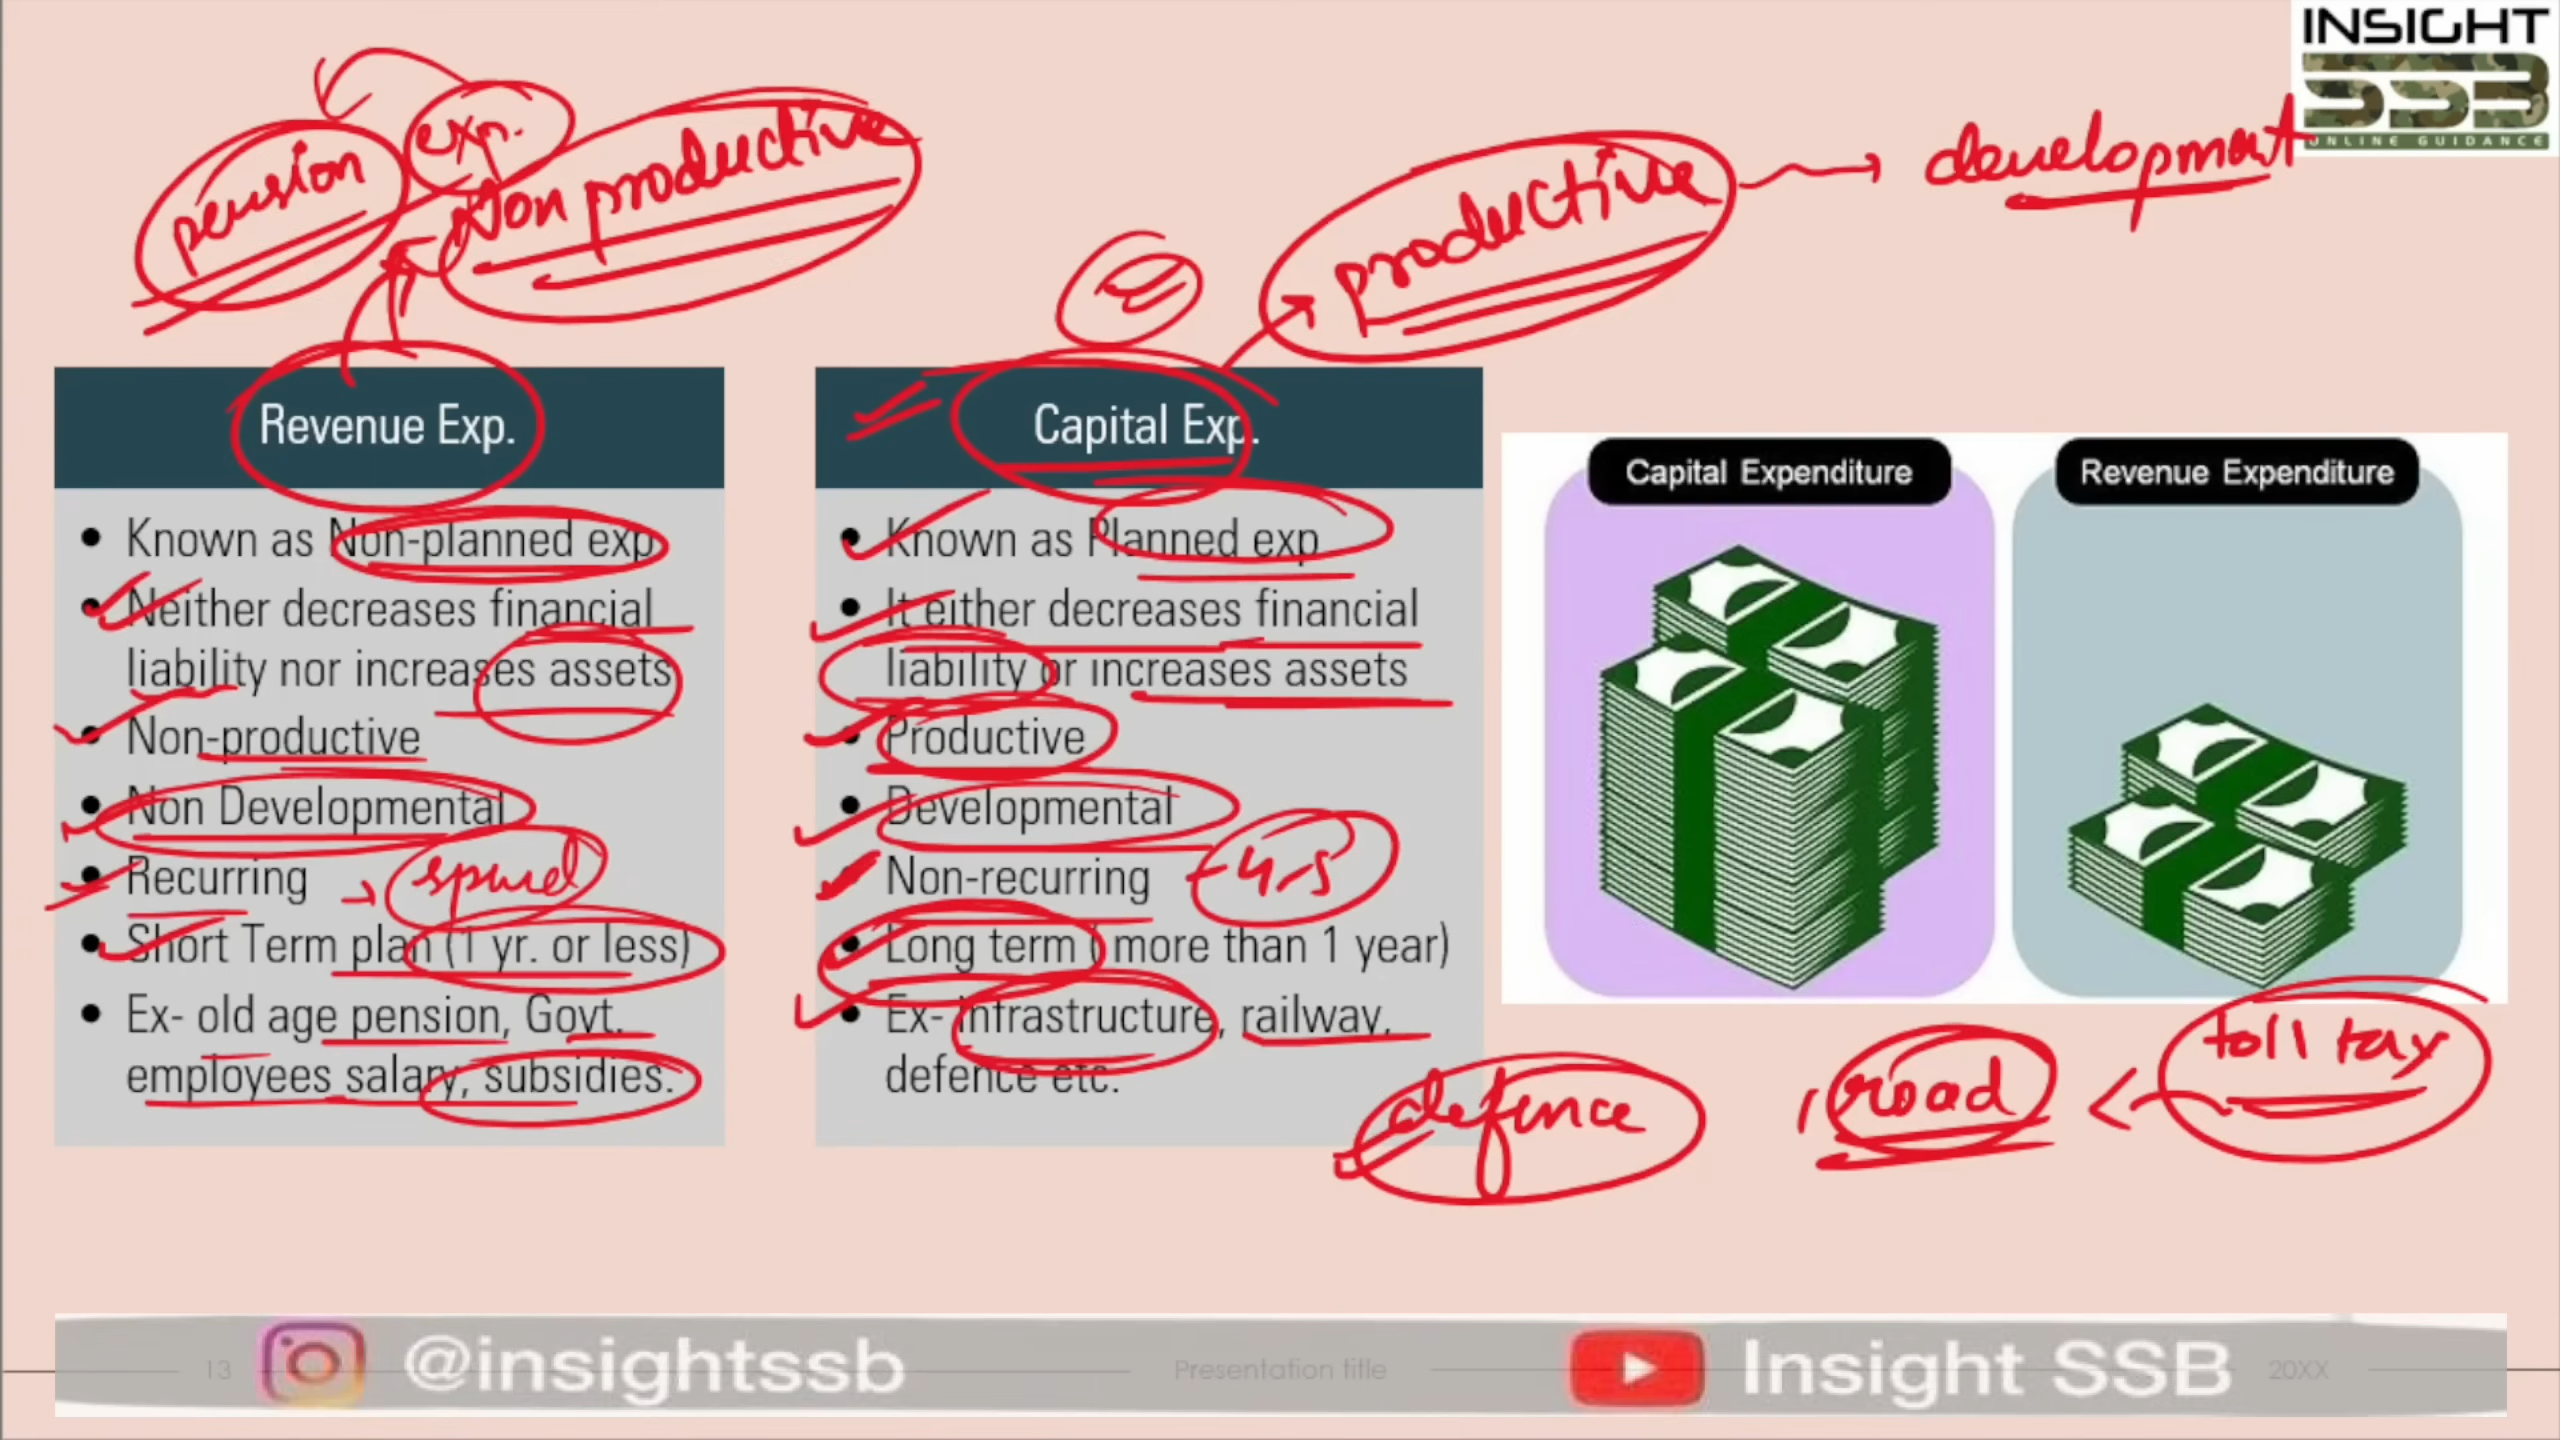 INSIGHT
SSB
ONLINE GUIDANCE
pension
exp.
Non productive
productive
development
Revenue Exp.
• Known as Non-planned exp
• Neither decreases financial
liability nor increases assets
• Non-productive
• Non Developmental
• Recurring
• Short Term plan (1 yr. or less)
• Ex- old age pension, Govt.
employees salary, subsidies.
Capital Exp.
• Known as Planned exp
• It either decreases financial
liability or increases assets
• Productive
• Developmental
• Non-recurring
4-5
• Long term ( more than 1 year)
• Ex- Infrastructure, railway,
defence etc.
Capital Expenditure
Revenue Expenditure
defence
road
toll tax
13
@insightssb
Presentation title
Insight SSB
20XX